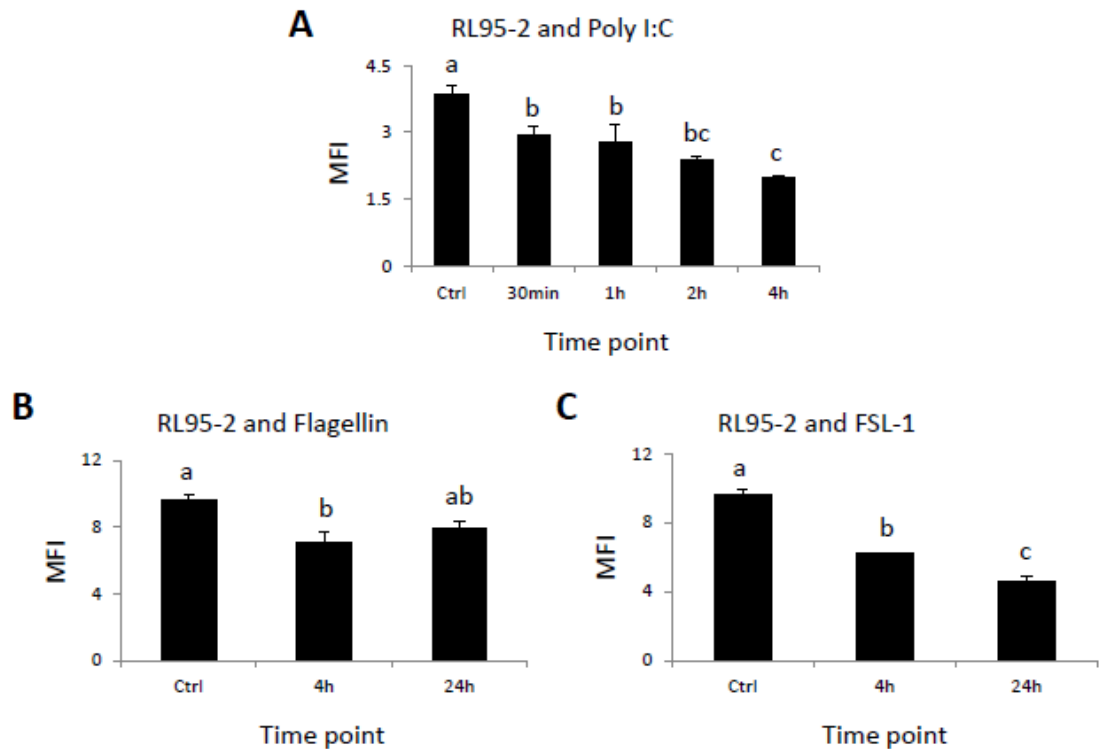 A
RL95-2 and Poly I:C
4.5
3
1.5
0
MFI
a
b
b
bc
c
Ctrl 30min 1h 2h 4h
Time point
B
RL95-2 and Flagellin
12
8
4
0
MFI
a
b
ab
Ctrl 4h 24h
Time point
C
RL95-2 and FSL-1
12
8
4
0
MFI
a
b
c
Ctrl 4h 24h
Time point